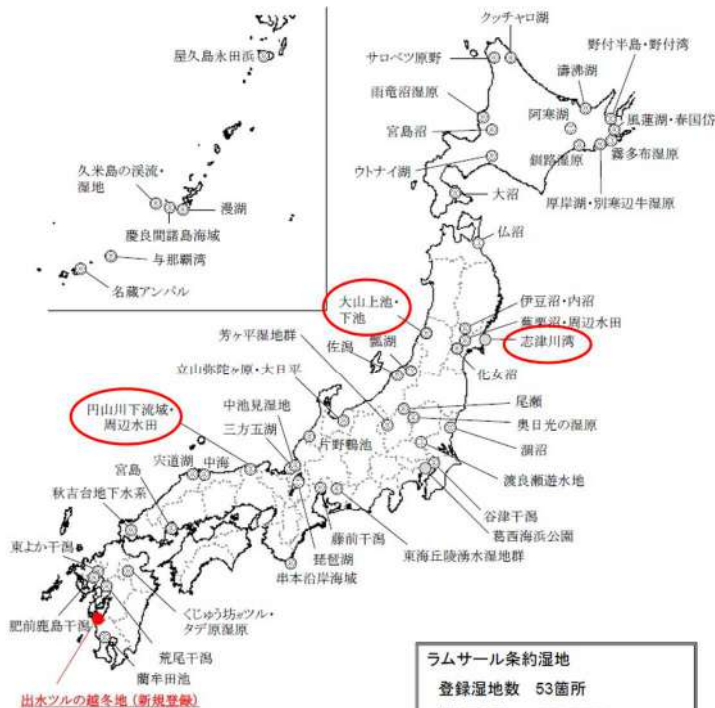 クッチャロ湖
屋久島永田浜
サロベツ原野
野付半島・野付湾
濤沸湖
雨竜沼湿原
阿寒湖
風蓮湖・春国岱
宮島沼
久米島の渓流・
湿地
釧路湿原
霧多布湿原
ウトナイ湖
漫湖
大沼
厚岸湖・別寒辺牛湿原
慶良間諸島海域
仏沼
与那覇湾
名蔵アンパル
大山上池・
下池
伊豆沼・内沼
蕪栗沼・周辺水田
芳ヶ平湿地群
瓢湖
志津川湾
佐潟
化女沼
立山弥陀ヶ原・大日平
円山川下流域・
周辺水田
中池見湿地
尾瀬
三方五湖
片野鴨池
奥日光の湿原
宍道湖
中海
涸沼
宮島
渡良瀬遊水地
秋吉台地下水系
谷津干潟
藤前干潟
葛西海浜公園
東よか干潟
琵琶湖
東海丘陵湧水湿地群
串本沿岸海域
くじゅう坊ガツル・
タデ原湿原
肥前鹿島干潟
荒尾干潟
藺牟田池
出水ツルの越冬地（新規登録）
ラムサール条約湿地
登録湿地数 53箇所